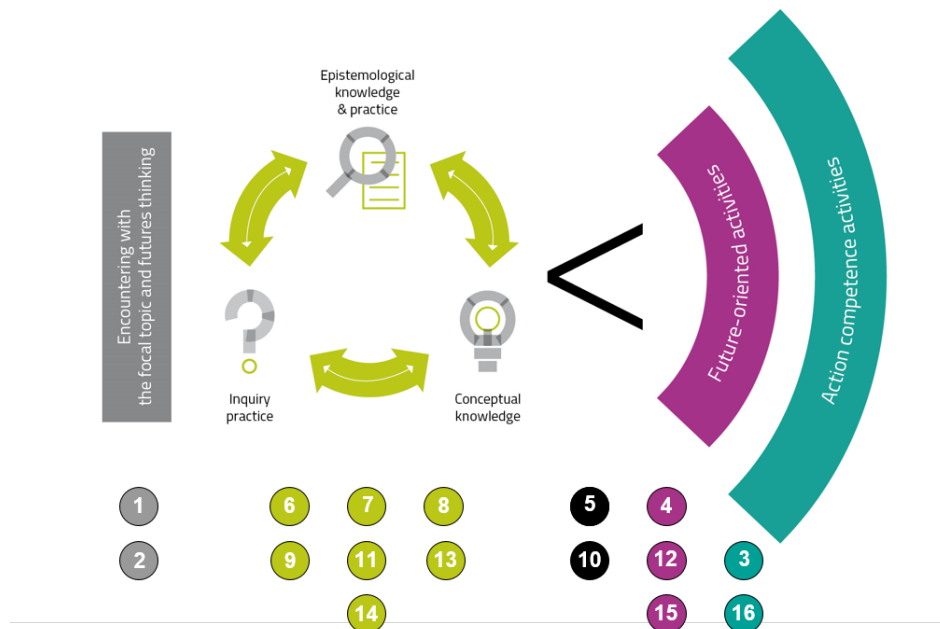 Epistemological
knowledge
& practice
Encountering with
the focal topic and futures thinking
Future-oriented activities
Action competence activities
Inquiry
practice
Conceptual
knowledge
1 6 7 8 5 4
2 9 11 13 10 12 3
14 15 16